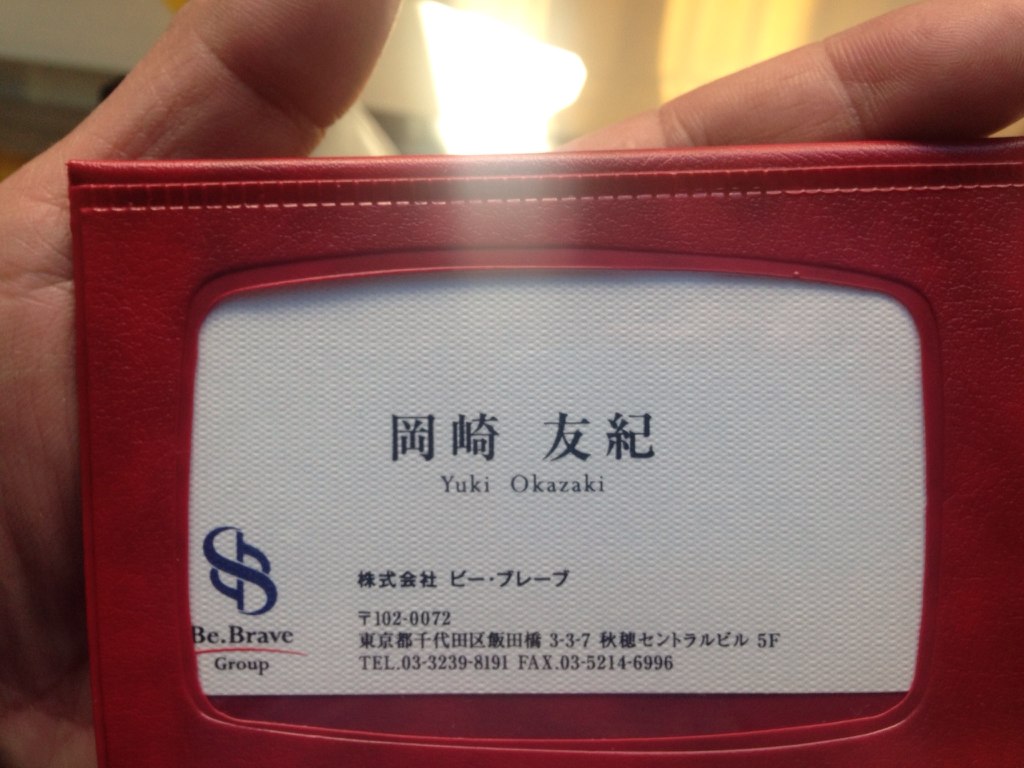 岡崎 友紀
Yuki Okazaki
Be.Brave
Group
株式会社 ビー・ブレーブ
〒102-0072
東京都千代田区飯田橋 3-3-7 秋穂セントラルビル 5F
TEL.03-3239-8191 FAX.03-5214-6996